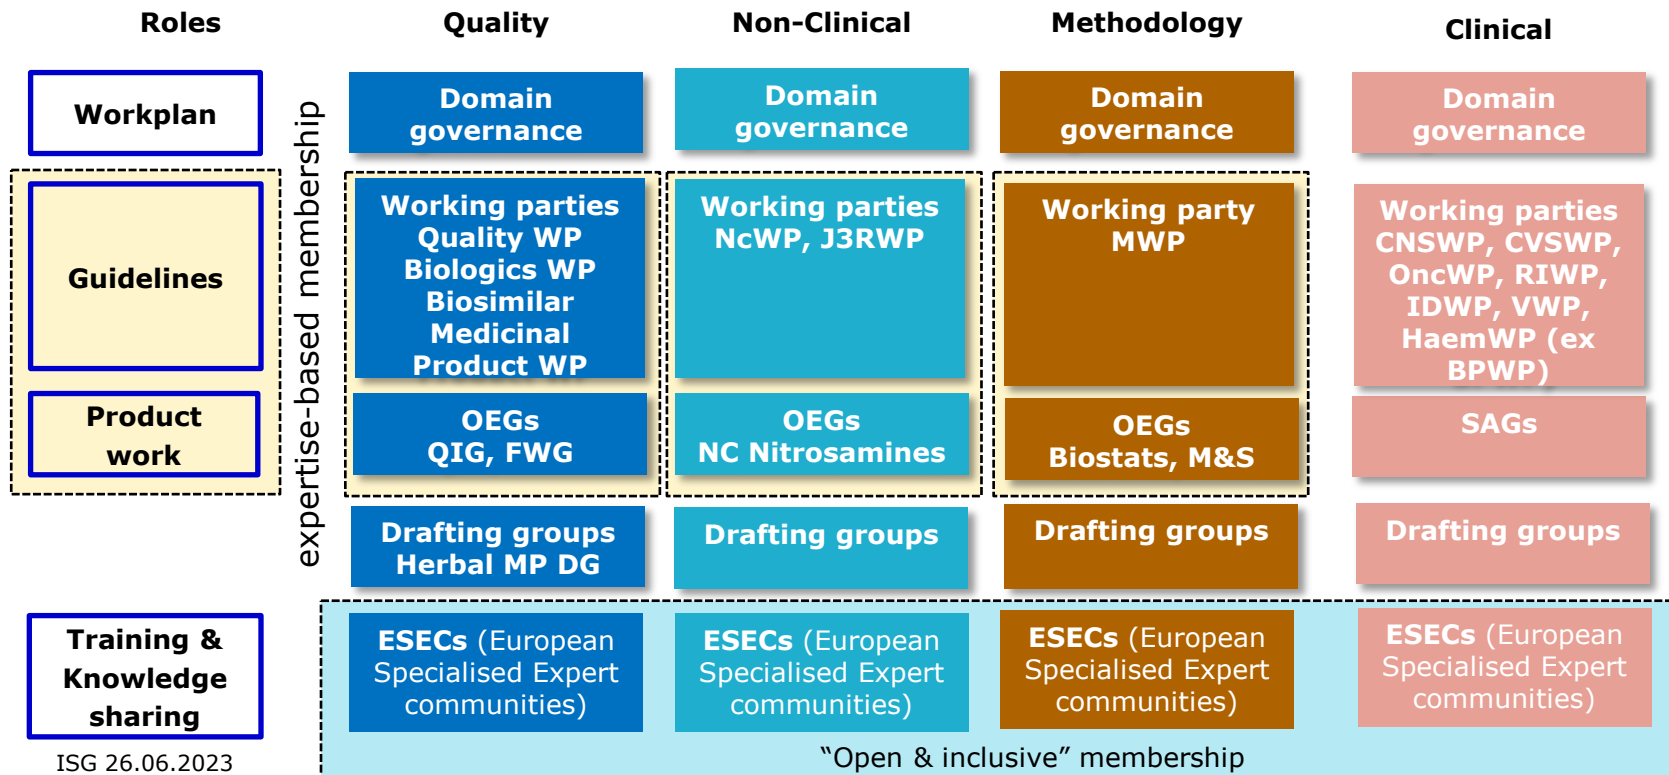 Roles
Quality
Non-Clinical
Methodology
Clinical
Workplan
Domain
governance
Domain
governance
Domain
governance
Domain
governance
expertise-based membership
Guidelines
Working parties
Quality WP
Biologics WP
Biosimilar
Medicinal
Product WP
Working parties
NcWP, J3RWP
Working party
MWP
Working parties
CNSWP, CVSWP,
OncWP, RIWP,
IDWP, VWP,
HaemWP (ex
BPWP)
Product
work
OEGs
QIG, FWG
OEGs
NC Nitrosamines
OEGs
Biostats, M&S
SAGs
Drafting groups
Herbal MP DG
Drafting groups
Drafting groups
Drafting groups
Training &
Knowledge
sharing
ESECs (European
Specialised Expert
communities)
ESECs (European
Specialised Expert
communities)
ESECs (European
Specialised Expert
communities)
ESECs (European
Specialised Expert
communities)
ISG 26.06.2023
“Open & inclusive” membership